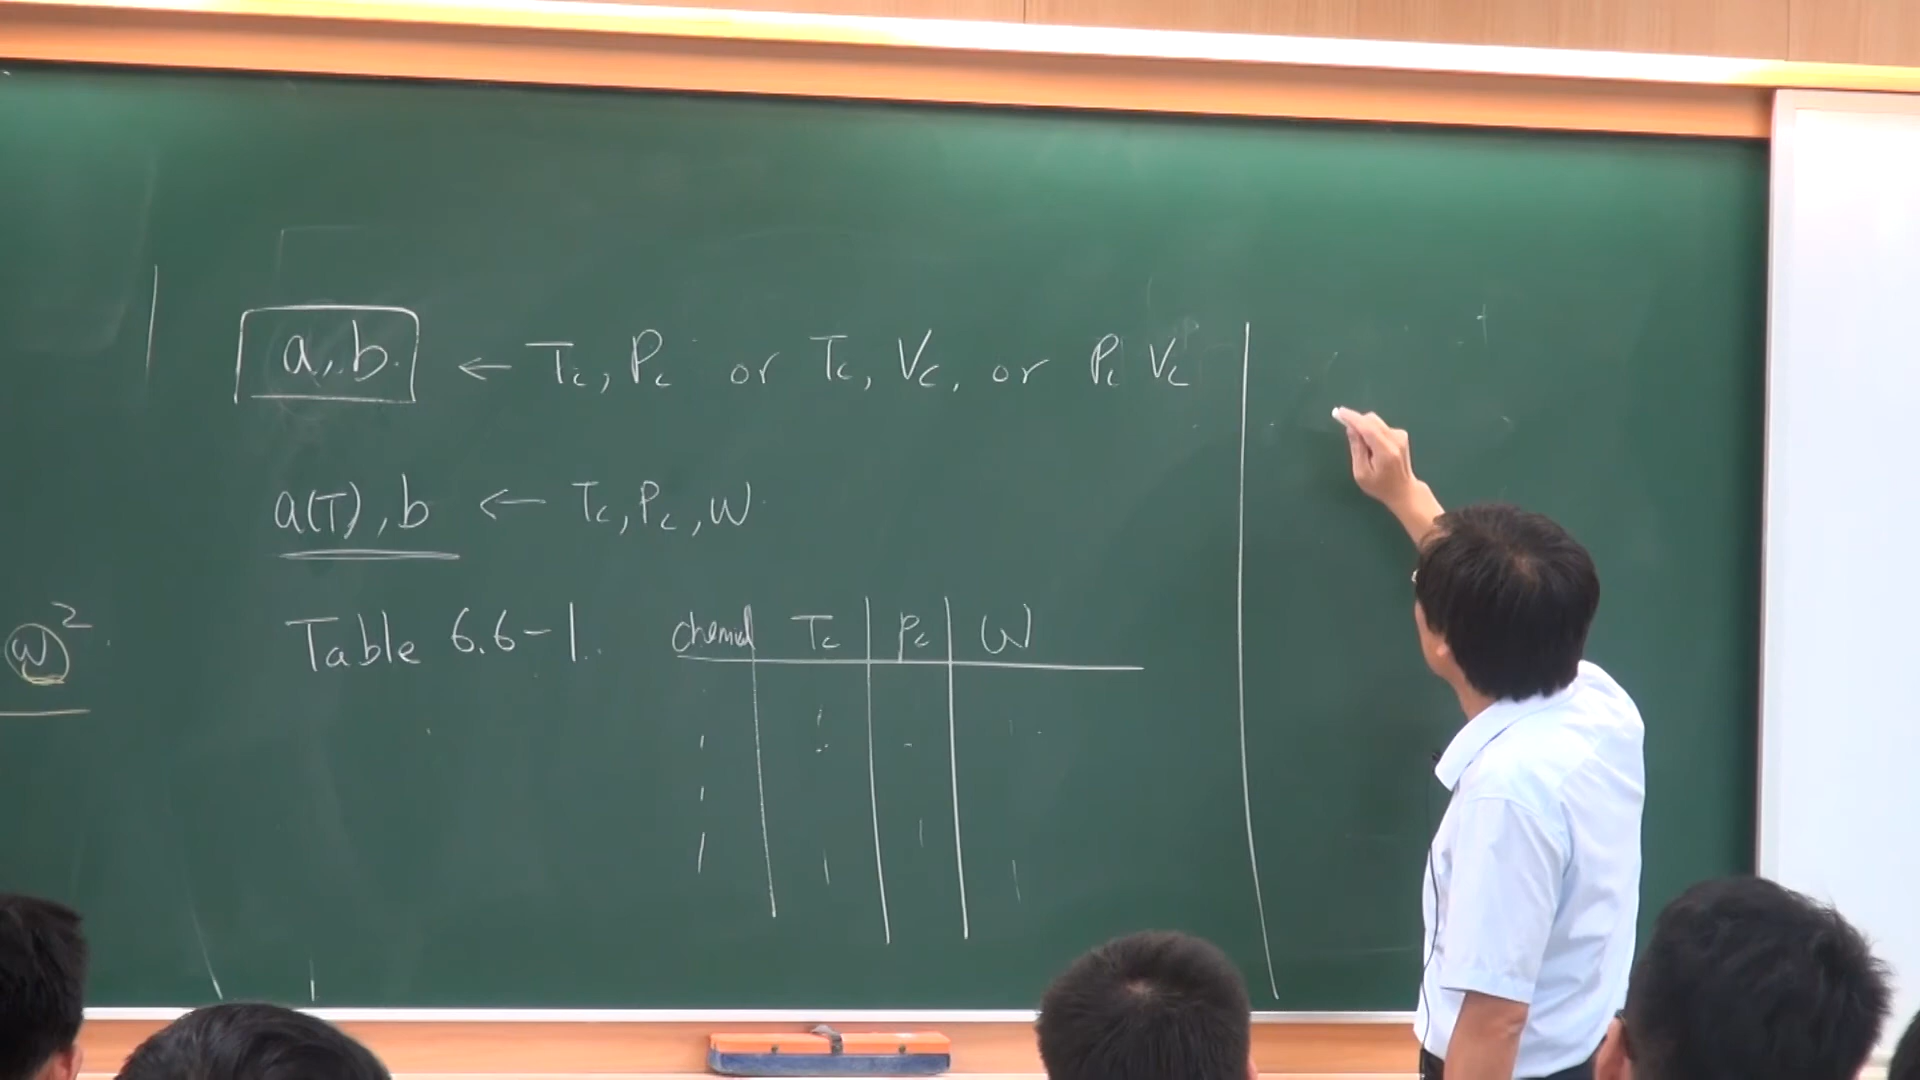 a, b. ← Tc, Pc or Tc, Vc, or Pc Vc
a(T), b ← Tc, Pc, ω
ω²
Table 6.6-1. chemical Tc Pc ω